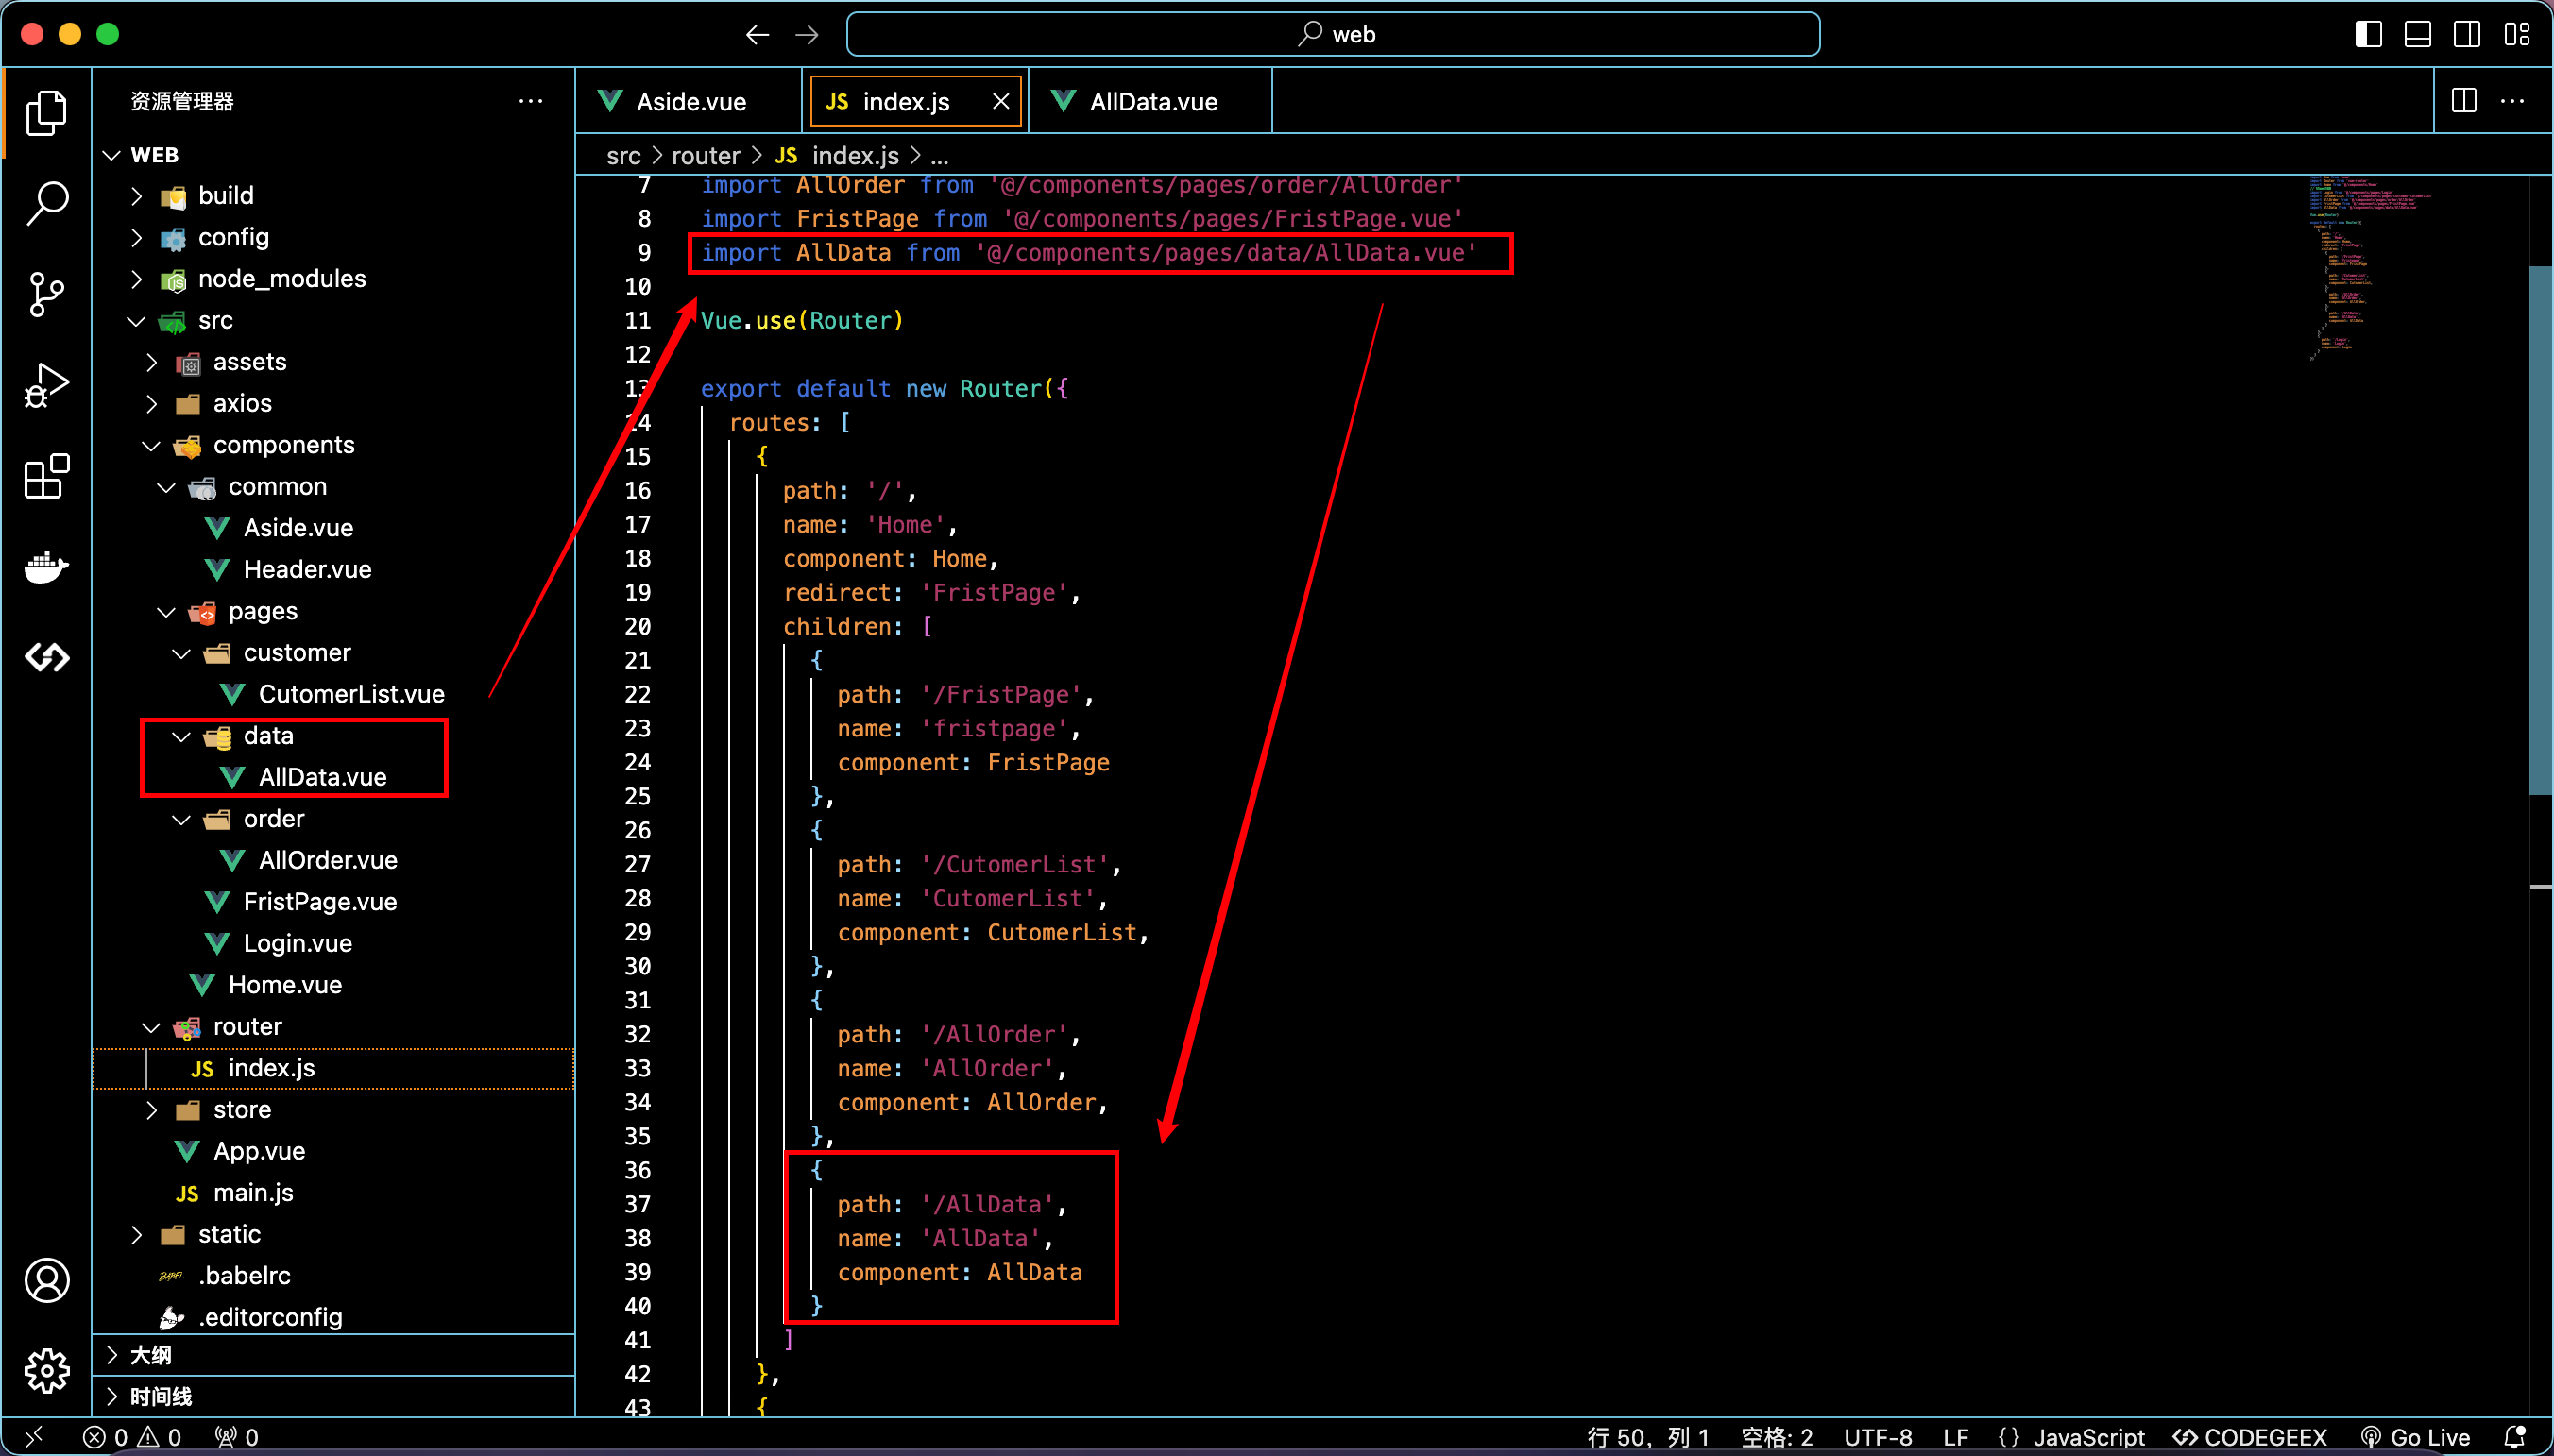 web
资源管理器
WEB
build
config
node_modules
src
assets
axios
components
common
Aside.vue
Header.vue
pages
customer
CutomerList.vue
data
AllData.vue
order
AllOrder.vue
FristPage.vue
Login.vue
Home.vue
router
JS index.js
store
App.vue
JS main.js
static
BABEL .babelrc
.editorconfig
大纲
时间线
Aside.vue
JS index.js
AllData.vue
src > router > JS index.js > ...
7 import AllOrder from '@/components/pages/order/AllOrder'
8 import FristPage from '@/components/pages/FristPage.vue'
9 import AllData from '@/components/pages/data/AllData.vue'
10
11 Vue.use(Router)
12
13 export default new Router({
14 routes: [
15 {
16 path: '/',
17 name: 'Home',
18 component: Home,
19 redirect: 'FristPage',
20 children: [
21 {
22 path: '/FristPage',
23 name: 'fristpage',
24 component: FristPage
25 },
26 {
27 path: '/CutomerList',
28 name: 'CutomerList',
29 component: CutomerList,
30 },
31 {
32 path: '/AllOrder',
33 name: 'AllOrder',
34 component: AllOrder,
35 },
36 {
37 path: '/AllData',
38 name: 'AllData',
39 component: AllData
40 }
41 ]
42 },
43 {
0 0 0
行 50，列 1 空格: 2 UTF-8 LF {} JavaScript CODEGEEX Go Live